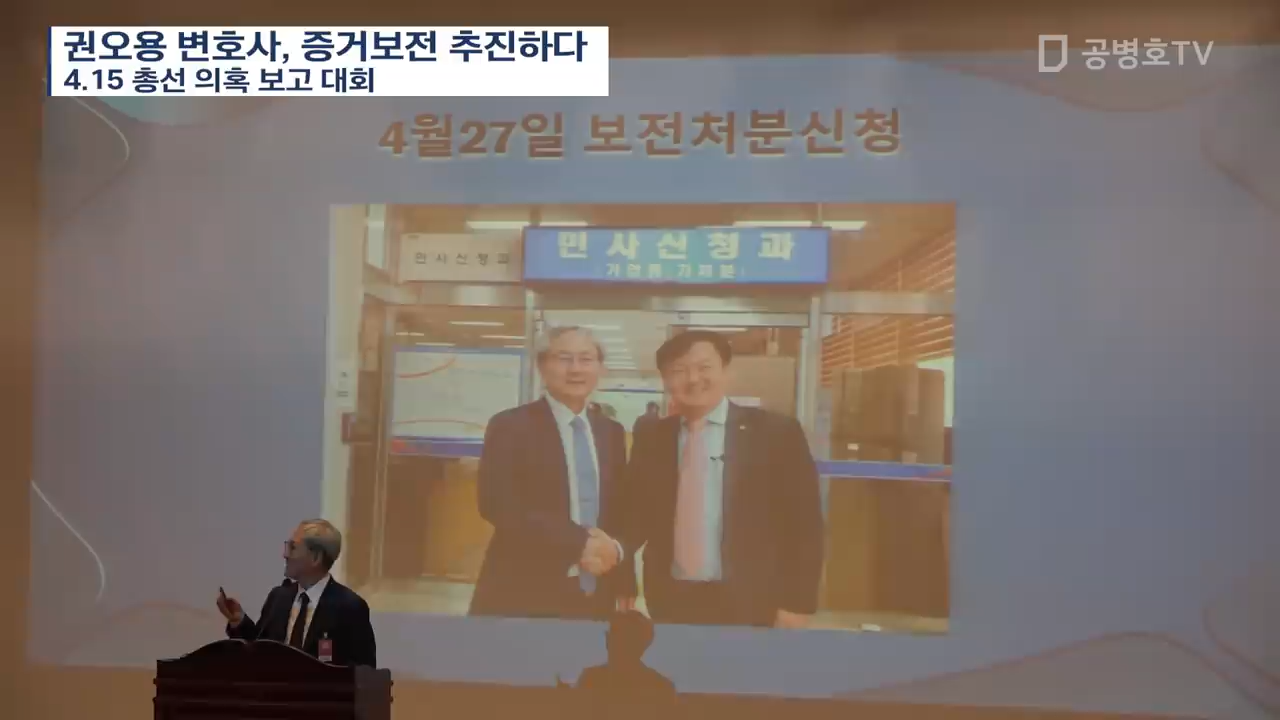 권오용 변호사, 증거보전 추진하다
4.15 총선 의혹 보고 대회
공병호TV
4월27일 보전처분신청
민사신청과
민사신청과